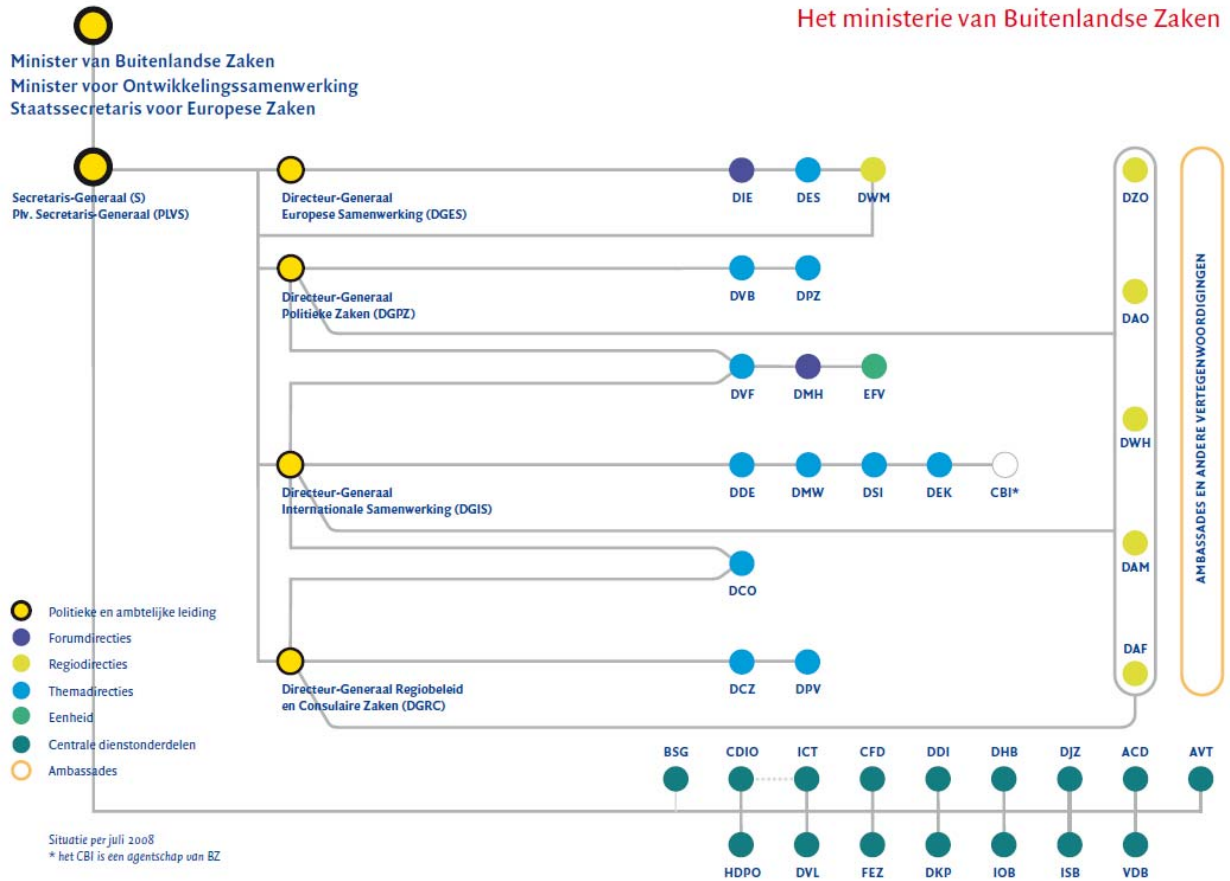 Het ministerie van Buitenlandse Zaken
Minister van Buitenlandse Zaken
Minister voor Ontwikkelingssamenwerking
Staatssecretaris voor Europese Zaken
Secretaris-Generaal (S)
Plv. Secretaris-Generaal (PLVS)
Directeur-Generaal
Europese Samenwerking (DGES)
DIE DES DWM
DZO
Directeur-Generaal
Politieke Zaken (DGPZ)
DVB DPZ
DAO
DVF DMH EFV
DWH
Directeur-Generaal
Internationale Samenwerking (DGIS)
DDE DMW DSI DEK CBI*
DAM
DCO
DAF
Directeur-Generaal Regiobeleid
en Consulaire Zaken (DGRC)
DCZ DPV
AMBASSADES EN ANDERE VERTEGENWOORDIGINGEN
Politieke en ambtelijke leiding
Forumdirecties
Regiodirecties
Themadirecties
Eenheid
Centrale dienstonderdelen
Ambassades
BSG CDIO ICT CFD DDI DHB DJZ ACD AVT
HDPO DVL FEZ DKP IOB ISB VDB
Situatie per juli 2008
* het CBI is een agentschap van BZ